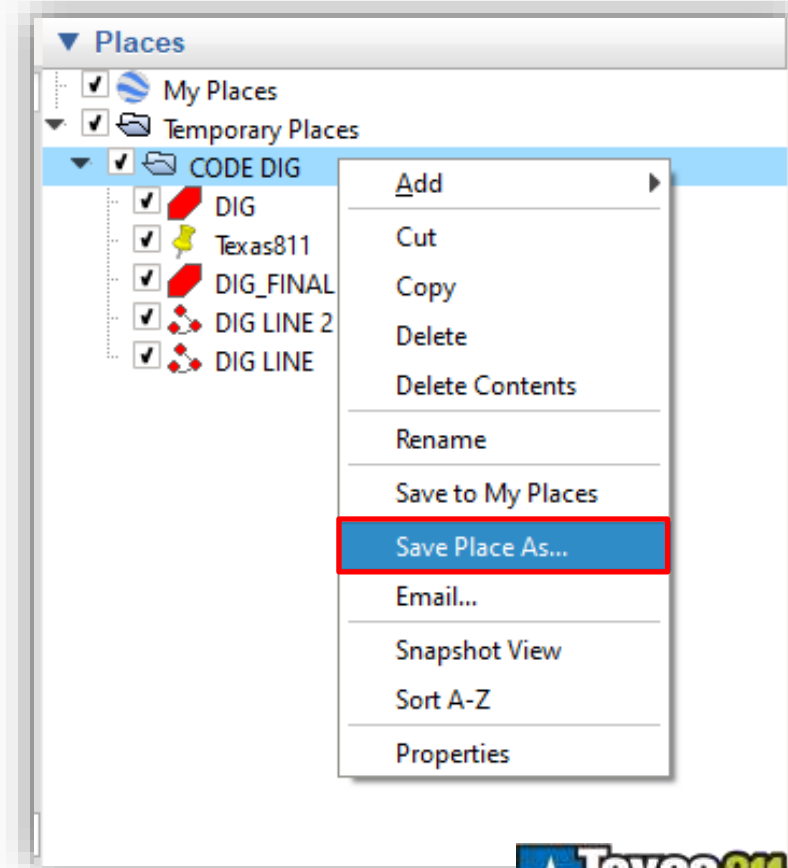 Places
My Places
Temporary Places
CODE DIG
DIG
Texas811
DIG_FINAL
DIG LINE 2
DIG LINE
Add
Cut
Copy
Delete
Delete Contents
Rename
Save to My Places
Save Place As...
Email...
Snapshot View
Sort A-Z
Properties